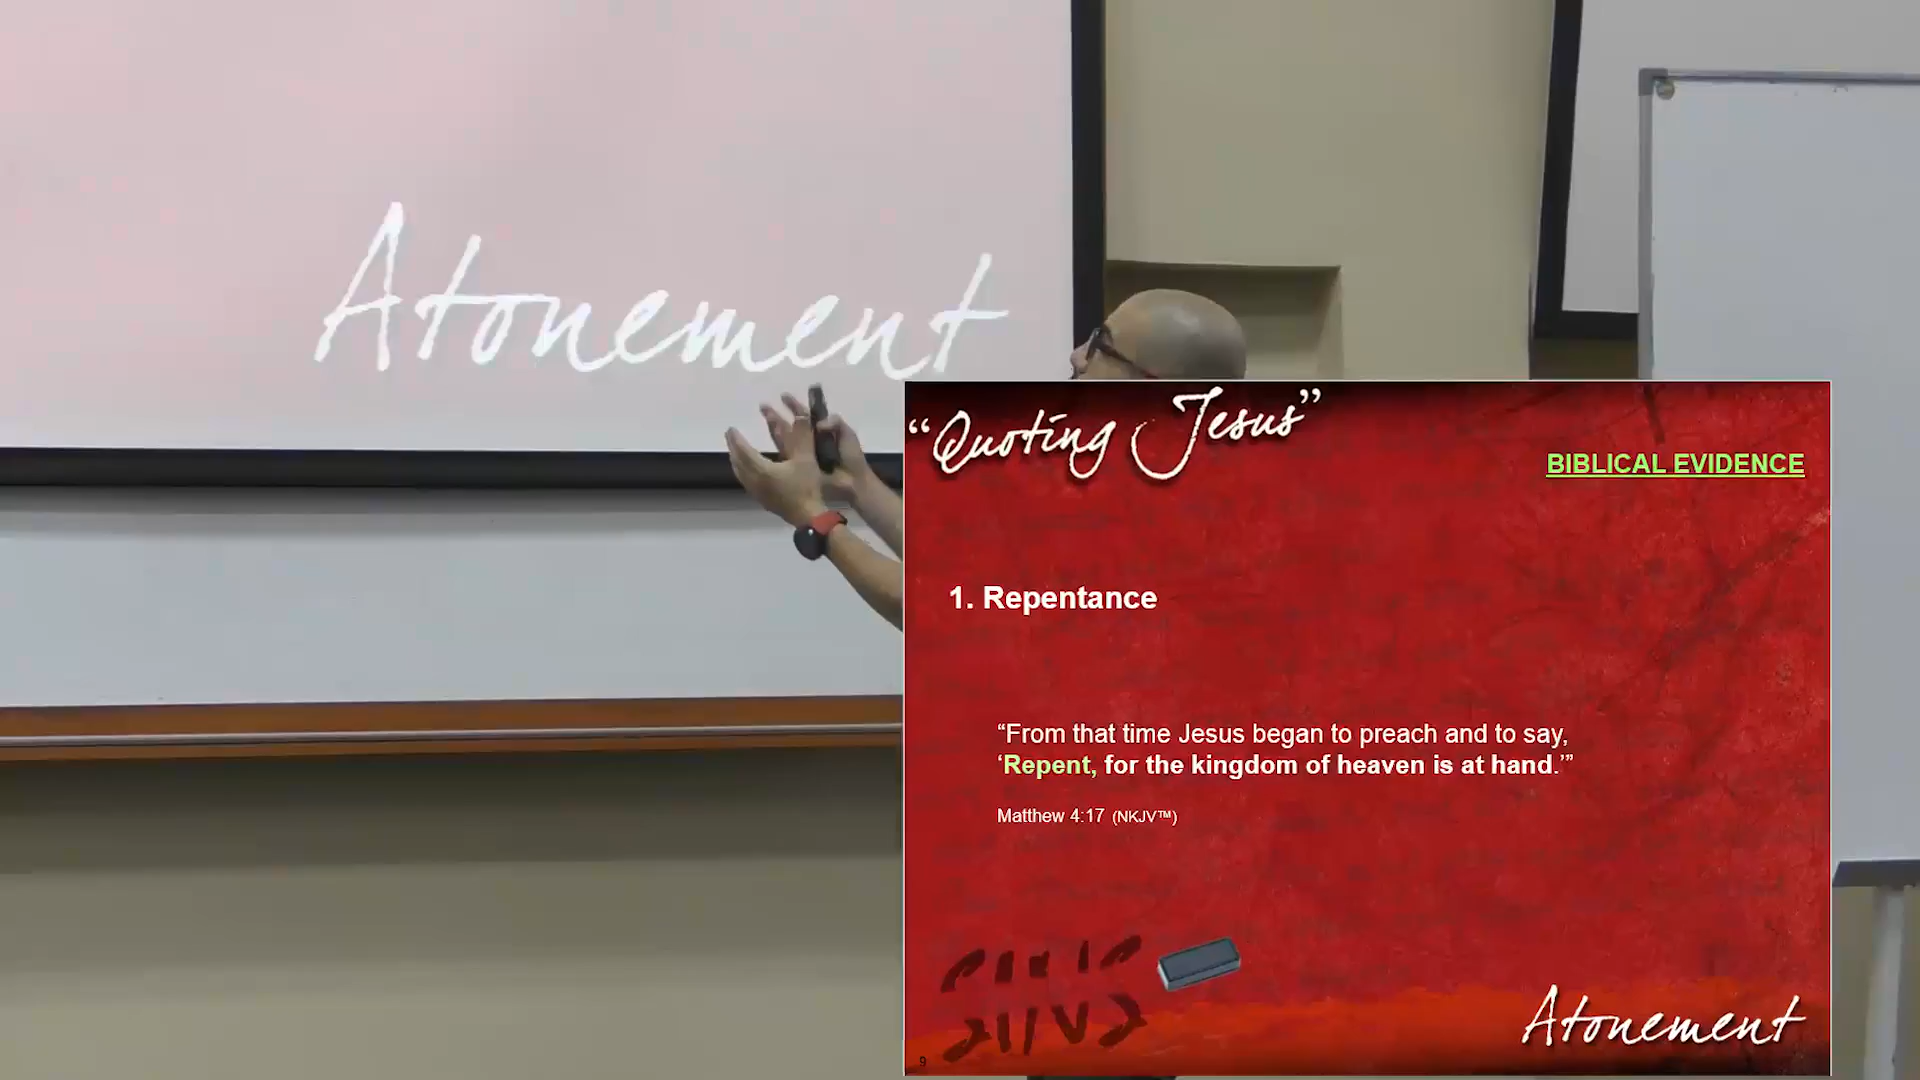 Atonement
“Quoting Jesus”
BIBLICAL EVIDENCE
1. Repentance
“From that time Jesus began to preach and to say,
‘Repent, for the kingdom of heaven is at hand.’”
Matthew 4:17 (NKJV™)
Atonement
9